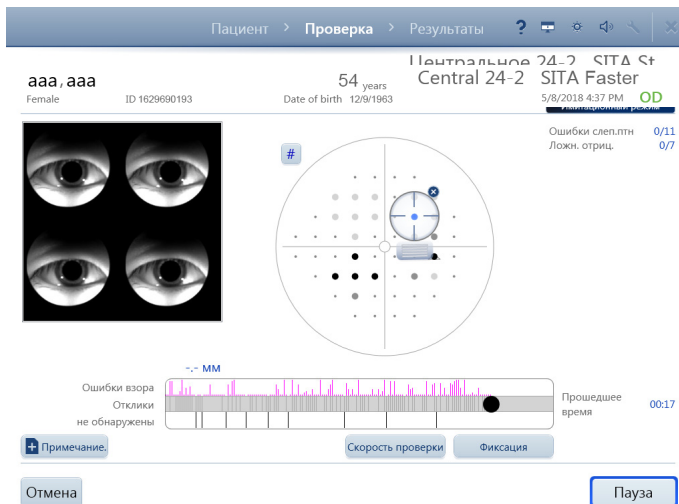 Пациент > Проверка > Результаты ?
Центральное 24-2 SITA St
aaa, aaa 54 years Central 24-2 SITA Faster
Female ID 1629690193 Date of birth 12/9/1963 5/8/2018 4:37 PM OD
Имитационный режим
Ошибки слеп.птн 0/11
Ложн. отриц. 0/7
#
-.- мм
Ошибки взора
Отклики
не обнаружены
Прошедшее
время 00:17
Примечание. Скорость проверки Фиксация
Отмена Пауза